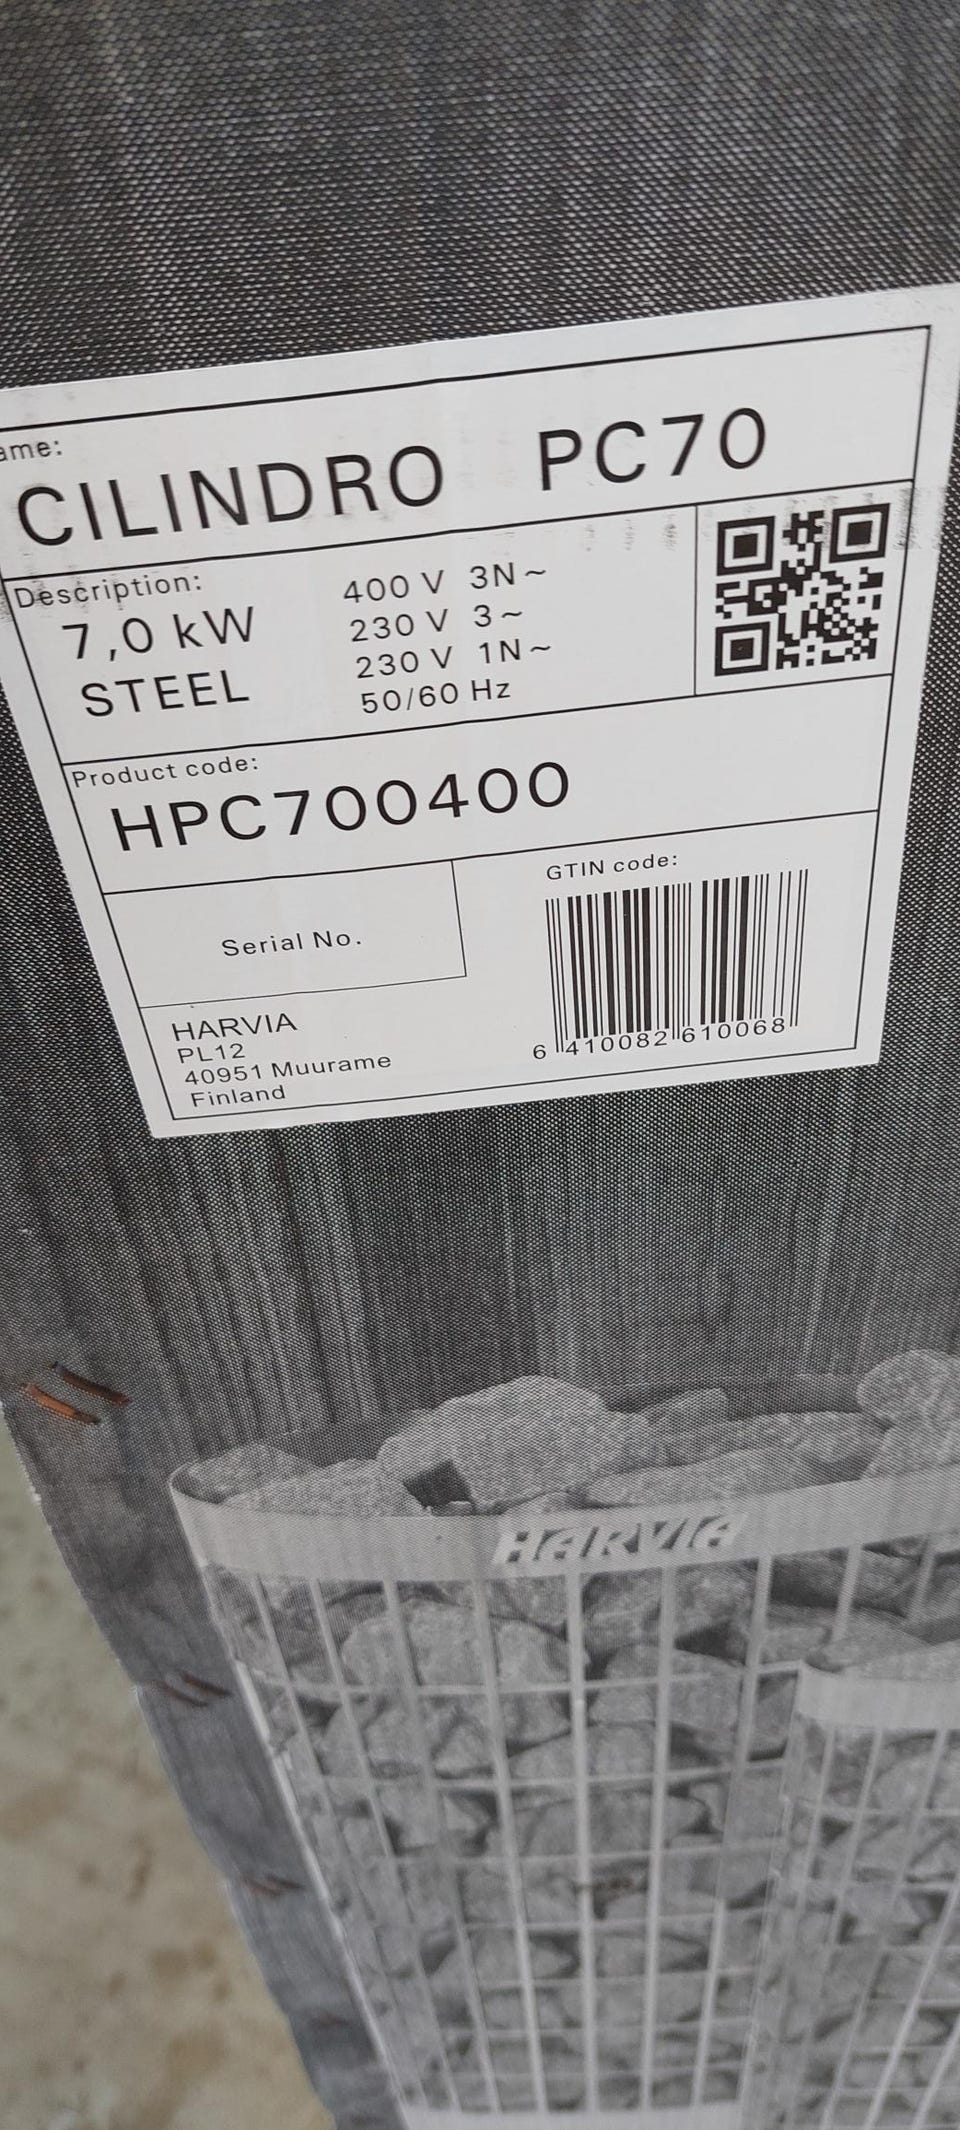 ame:
CILINDRO PC70
Description:
7,0 kW
STEEL
400 V 3N~
230 V 3~
230 V 1N~
50/60 Hz
Product code:
HPC700400
Serial No.
GTIN code:
6 410082 610068
HARVIA
PL12
40951 Muurame
Finland
HARVIA